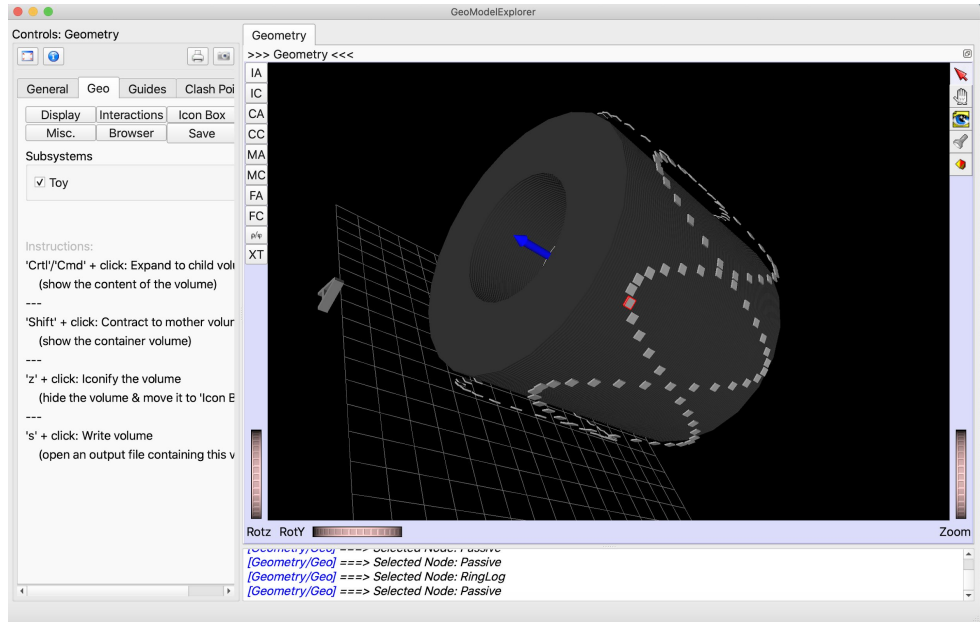 GeoModelExplorer
Controls: Geometry
General Geo Guides Clash Poi
Display Interactions Icon Box
Misc. Browser Save
Subsystems
Toy
Instructions:
'Crtl'/'Cmd' + click: Expand to child volu
(show the content of the volume)
---
'Shift' + click: Contract to mother volur
(show the container volume)
---
'z' + click: Iconify the volume
(hide the volume & move it to 'Icon B
---
's' + click: Write volume
(open an output file containing this v
Geometry
>>> Geometry <<<
IA
IC
CA
CC
MA
MC
FA
FC
ρ/φ
XT
A
Rotz RotY Zoom
[Geometry/Geo] ===> Selected Node: Passive
[Geometry/Geo] ===> Selected Node: Passive
[Geometry/Geo] ===> Selected Node: RingLog
[Geometry/Geo] ===> Selected Node: Passive